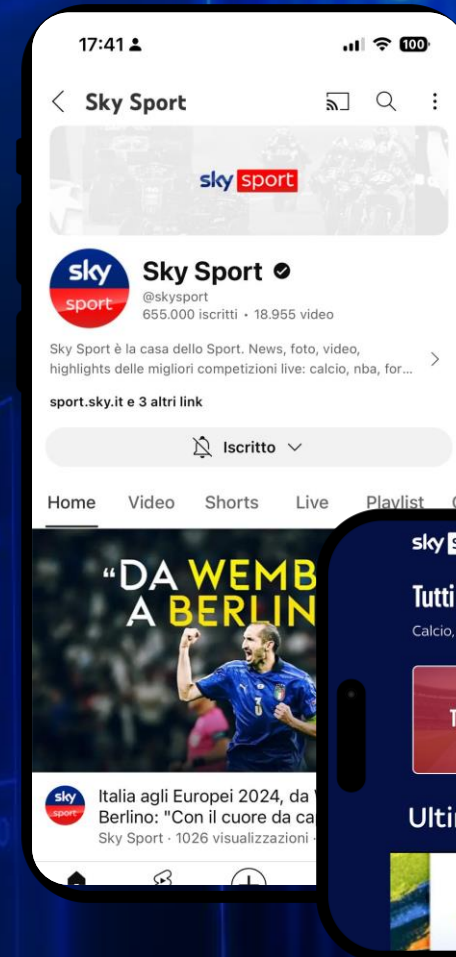 17:41
100
Sky Sport
sky sport
sky
sport
Sky Sport
@skysport
655.000 iscritti • 18.955 video
Sky Sport è la casa dello Sport. News, foto, video,
highlights delle migliori competizioni live: calcio, nba, for...
sport.sky.it e 3 altri link
Iscritto
Home Video Shorts Live Playlist
“DA WEMB
A BERLIN
3
sky
sport
Italia agli Europei 2024, da
Berlino: "Con il cuore da ca
Sky Sport · 1026 visualizzazioni ·
sky s
Tutti
Calcio,
T
Ulti